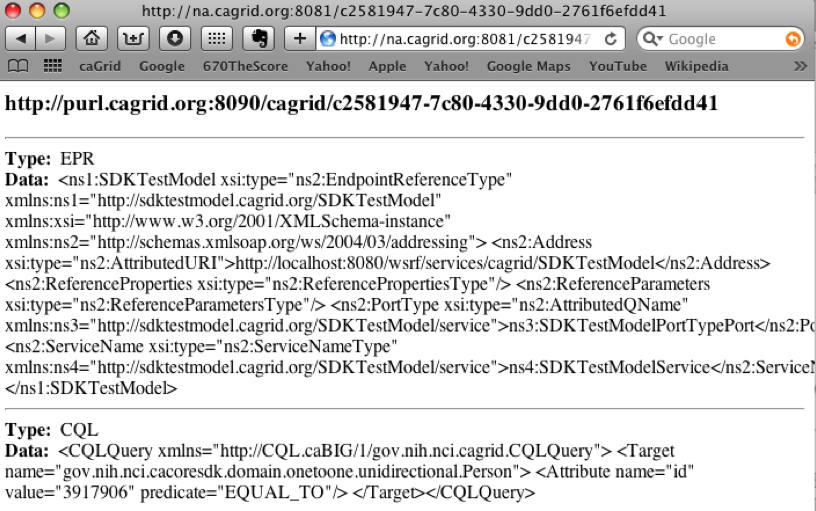 http://na.cagrid.org:8081/c2581947-7c80-4330-9dd0-2761f6efdd41
http://na.cagrid.org:8081/c2581947 Google
caGrid Google 670TheScore Yahoo! Apple Yahoo! Google Maps YouTube Wikipedia >>
http://purl.cagrid.org:8090/cagrid/c2581947-7c80-4330-9dd0-2761f6efdd41
Type: EPR
Data: <ns1:SDKTestModel xsi:type="ns2:EndpointReferenceType"
xmlns:ns1="http://sdktestmodel.cagrid.org/SDKTestModel"
xmlns:xsi="http://www.w3.org/2001/XMLSchema-instance"
xmlns:ns2="http://schemas.xmlsoap.org/ws/2004/03/addressing"> <ns2:Address
xsi:type="ns2:AttributedURI">http://localhost:8080/wsrf/services/cagrid/SDKTestModel</ns2:Address>
<ns2:ReferenceProperties xsi:type="ns2:ReferencePropertiesType"/> <ns2:ReferenceParameters
xsi:type="ns2:ReferenceParametersType"/> <ns2:PortType xsi:type="ns2:AttributedQName"
xmlns:ns3="http://sdktestmodel.cagrid.org/SDKTestModel/service">ns3:SDKTestModelPortTypePort</ns2:Po
<ns2:ServiceName xsi:type="ns2:ServiceNameType"
xmlns:ns4="http://sdktestmodel.cagrid.org/SDKTestModel/service">ns4:SDKTestModelService</ns2:ServiceN
</ns1:SDKTestModel>
Type: CQL
Data: <CQLQuery xmlns="http://CQL.caBIG/1/gov.nih.nci.cagrid.CQLQuery"> <Target
name="gov.nih.nci.cacoresdk.domain.onetoone.unidirectional.Person"> <Attribute name="id"
value="3917906" predicate="EQUAL_TO"/> </Target></CQLQuery>